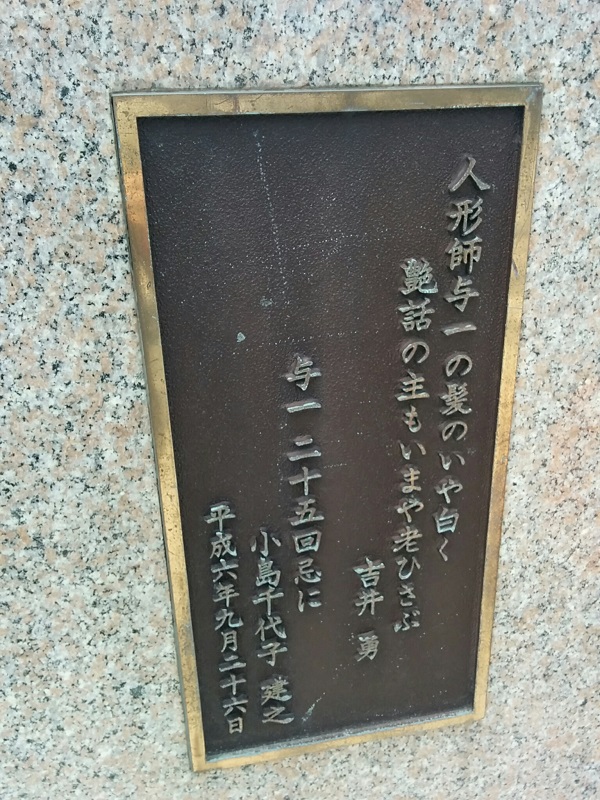 人形師与一の髪のいや白く
艶話の主もいまや老ひさぶ
吉井 勇
与一 二十五回忌に
小島千代子 建之
平成六年九月二十六日